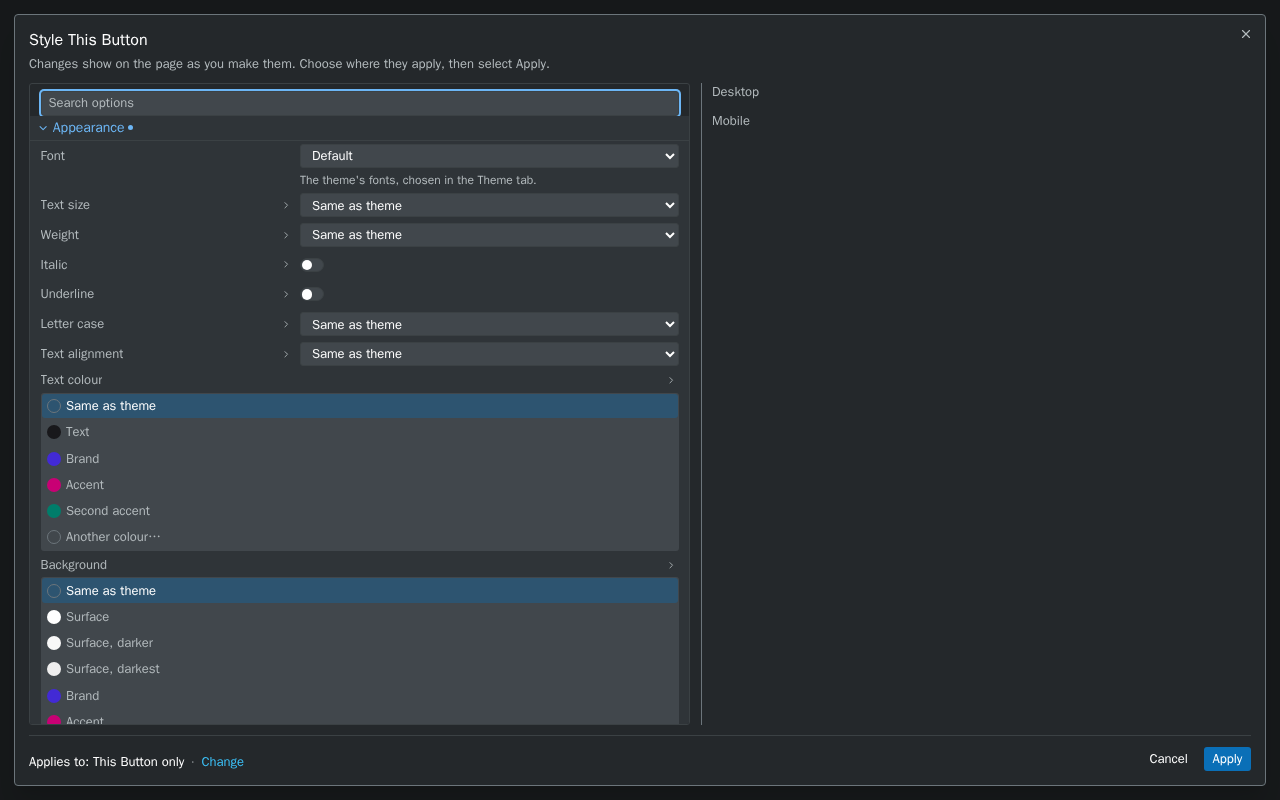 Style This Button
Changes show on the page as you make them. Choose where they apply, then select Apply.
Search options
Appearance
Font
Default
The theme's fonts, chosen in the Theme tab.
Text size
Same as theme
Weight
Same as theme
Italic
Underline
Letter case
Same as theme
Text alignment
Same as theme
Text colour
Same as theme
Text
Brand
Accent
Second accent
Another colour…
Background
Same as theme
Surface
Surface, darker
Surface, darkest
Brand
Accent
Desktop
Mobile
Applies to: This Button only · Change
Cancel
Apply